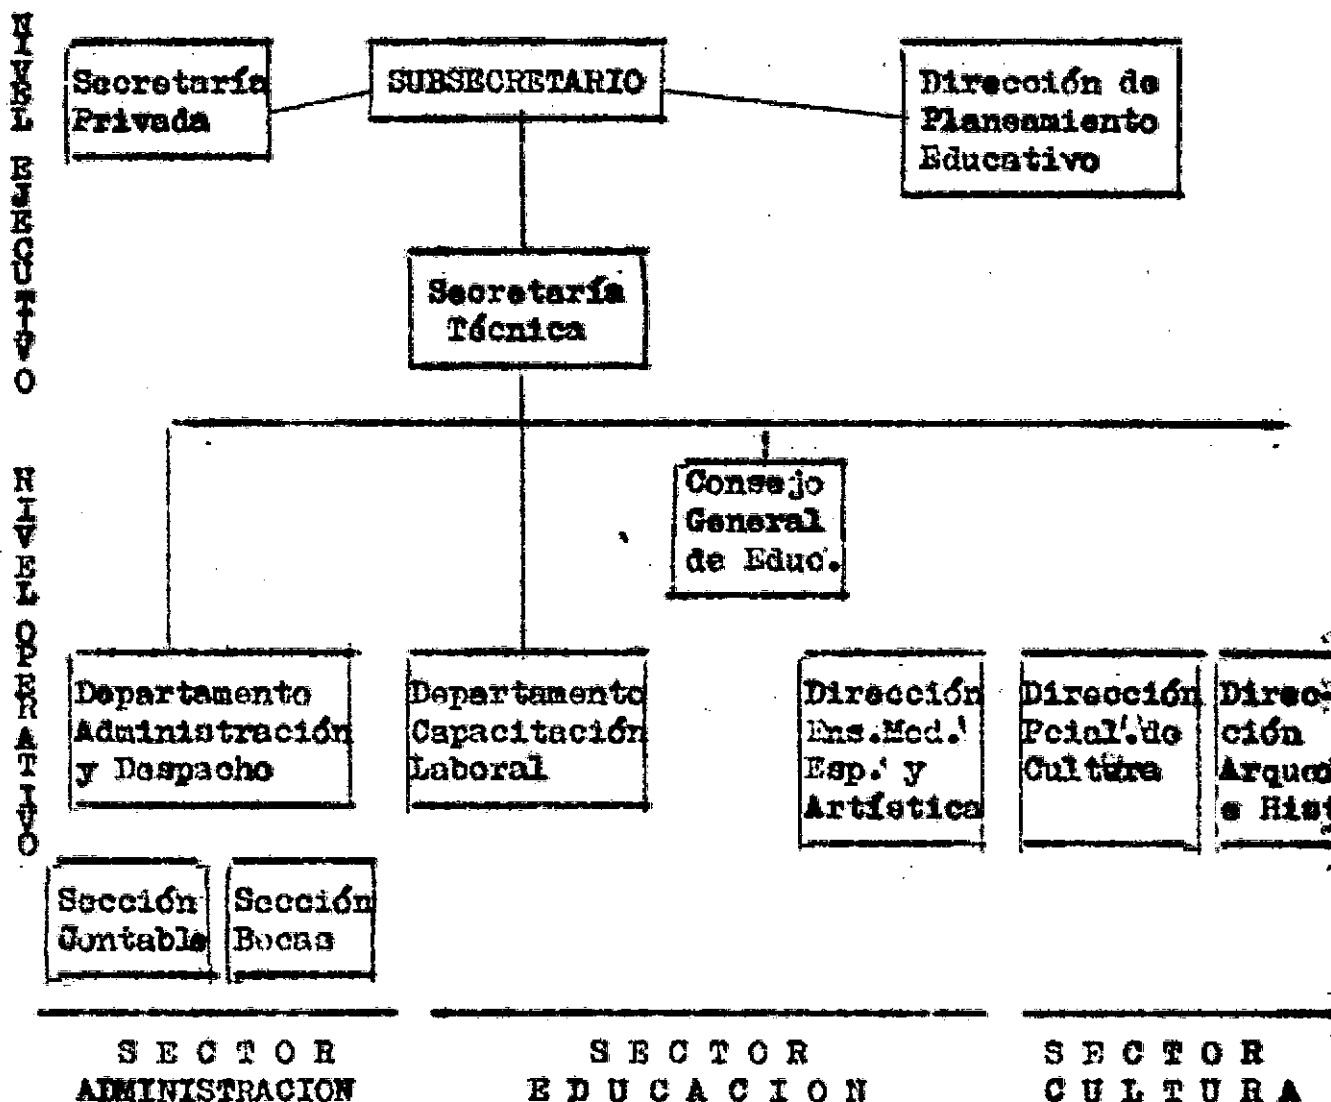 NIVEL EJECUTIVO
Secretaría
Privada
SUBSECRETARIO
Dirección de
Planeamiento
Educativo
Secretaría
Técnica
NIVEL OPERATIVO
Consejo
General
de Educ.
Departamento
Administración
y Despacho
Departamento
Capacitación
Laboral
Dirección
Ens.Med.
Esp. y
Artística
Dirección
Pcial. de
Cultura
Direc-
ción
Arqueo
e Hist
Sección
Contable
Sección
Becas
SECTOR
ADMINISTRACION
SECTOR
EDUCACION
SECTOR
CULTURA